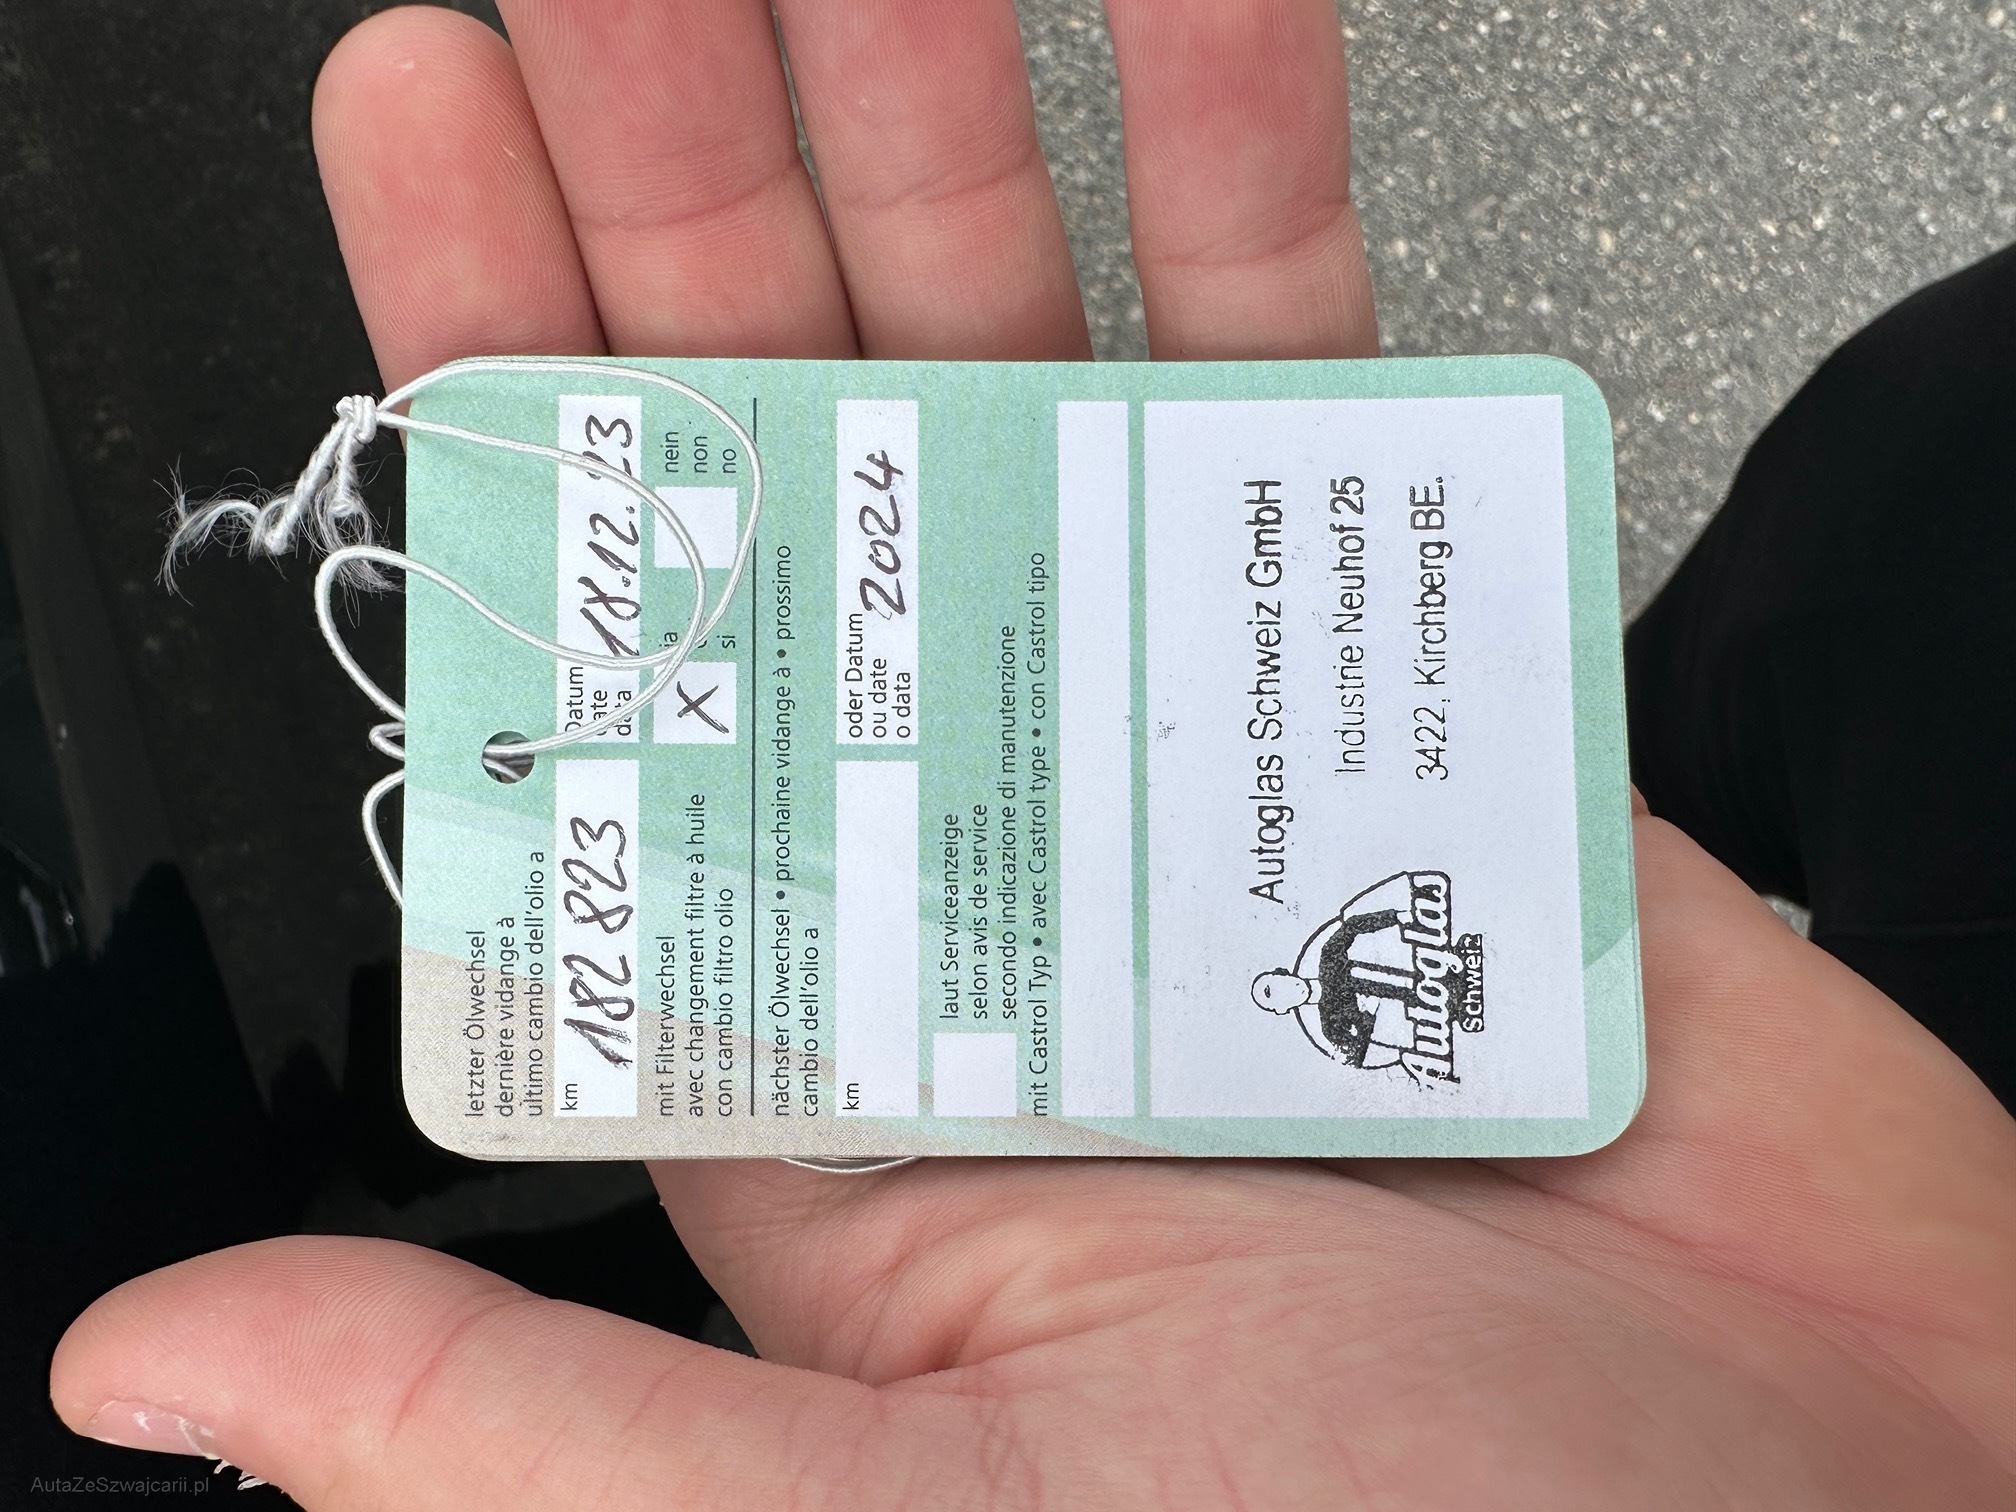 letzter Ölwechsel
dernière vidange à
ultimo cambio dell'olio a
km 182 823
Datum
date
data
18.12.23
mit Filterwechsel
avec changement filtre à huile
con cambio filtro olio
X ja
si
nein
non
no
nächster Ölwechsel • prochaine vidange à • prossimo
cambio dell'olio a
km
oder Datum
ou date
o data
2024
laut Serviceanzeige
selon avis de service
secondo indicazione di manutenzione
mit Castrol Typ • avec Castrol type • con Castrol tipo
Autoglas
Schweiz
Autoglas Schweiz GmbH
Industrie Neuhof 25
3422, Kirchberg BE.
AutaZeSzwajcarii.pl